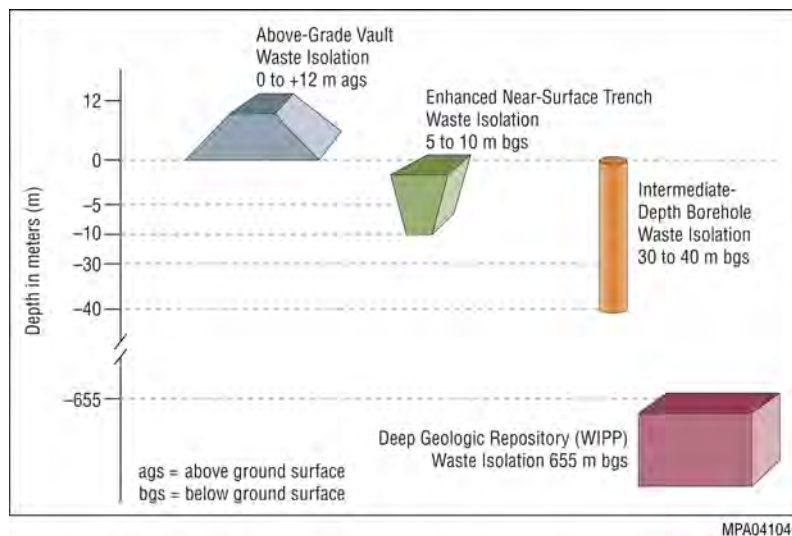 Above-Grade Vault
Waste Isolation
0 to +12 m ags
Enhanced Near-Surface Trench
Waste Isolation
5 to 10 m bgs
Intermediate-
Depth Borehole
Waste Isolation
30 to 40 m bgs
Depth in meters (m)
12
0
–5
–10
–30
–40
–655
Deep Geologic Repository (WIPP)
Waste Isolation 655 m bgs
ags = above ground surface
bgs = below ground surface
MPA04104